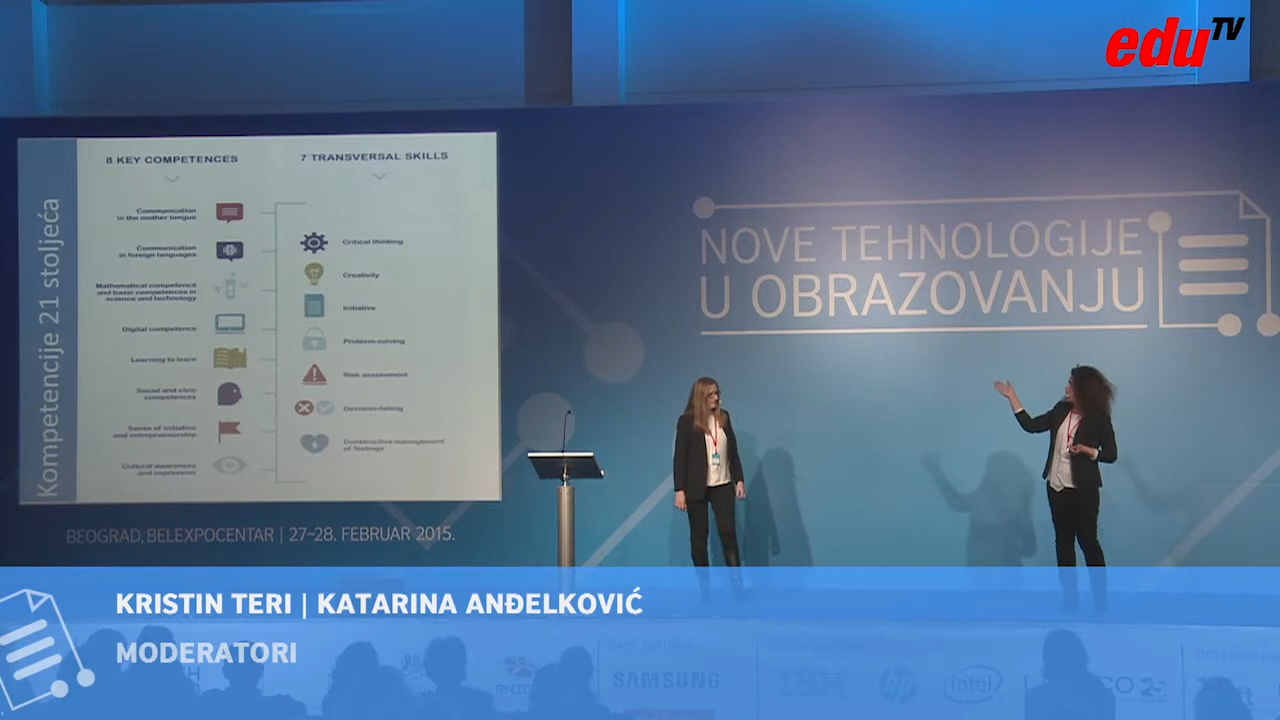 eduTV
8 KEY COMPETENCES
7 TRANSVERSAL SKILLS
Kompetencije 21 stoljeća
Communication
in the mother tongue
Communication
in foreign languages
Mathematical competence
and basic competences in
science and technology
Digital competence
Learning to learn
Social and civic
competences
Sense of initiative
and entrepreneurship
Cultural awareness
and expression
Critical thinking
Creativity
Initiative
Problem-solving
Risk assessment
Decision-taking
Constructive management
of feelings
NOVE TEHNOLOGIJE
U OBRAZOVANJU
BEOGRAD, BELEXPOCENTAR | 27–28. FEBRUAR 2015.
KRISTIN TERI | KATARINA ANĐELKOVIĆ
MODERATORI
SAMSUNG
IBM
hp
intel